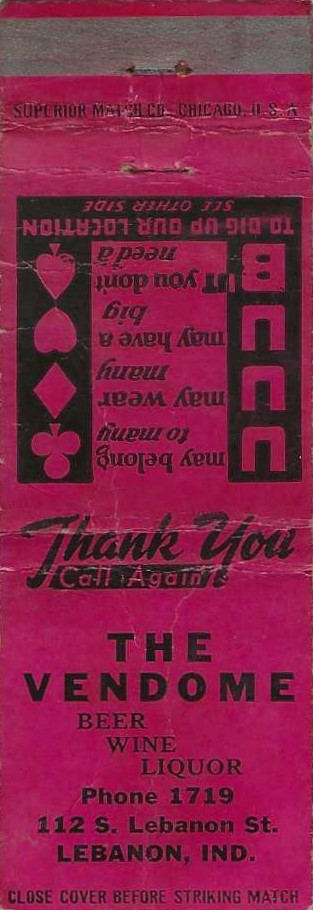 SUPERIOR MATCH CO. CHICAGO, U. S. A
U may belong
to many
U may wear
many
U may have a
big
BUT you don't
need a
TO DIG UP OUR LOCATION
SEE OTHER SIDE
Thank You
Call Again
THE
VENDOME
BEER
WINE
LIQUOR
Phone 1719
112 S. Lebanon St.
LEBANON, IND.
CLOSE COVER BEFORE STRIKING MATCH